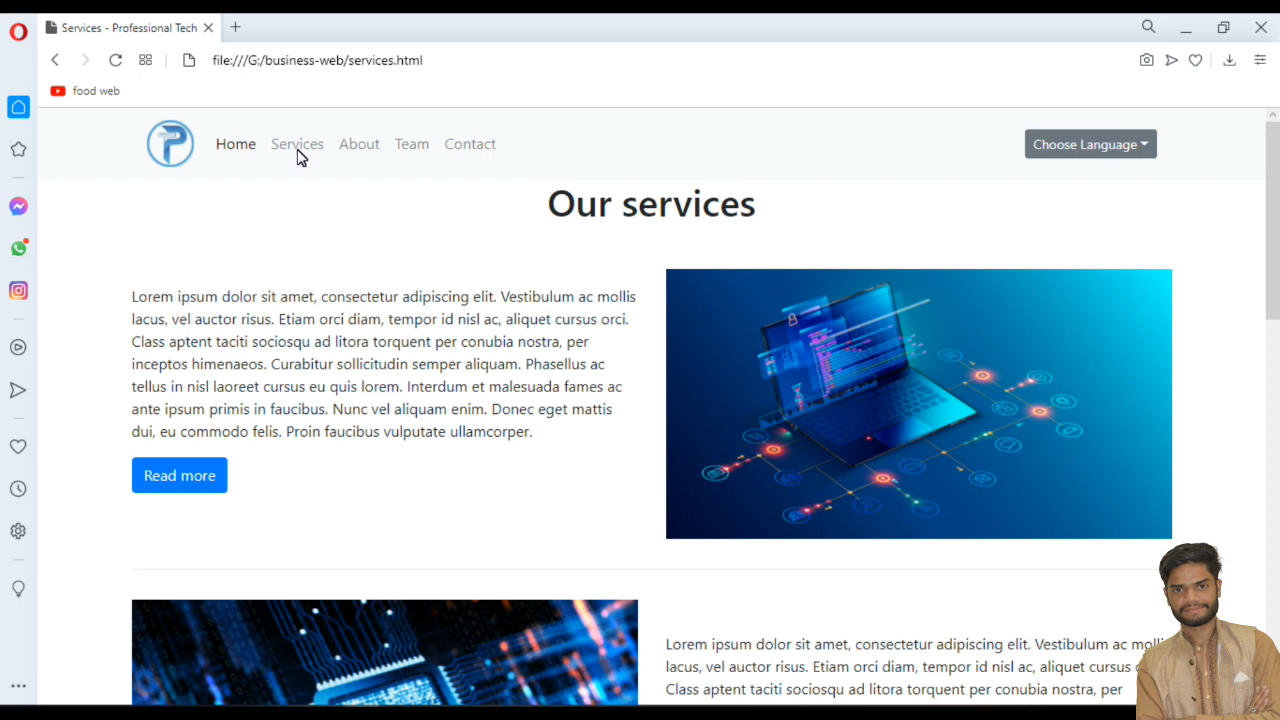 Services - Professional Tech
file:///G:/business-web/services.html
food web
Home Services About Team Contact
Choose Language
Our services
Lorem ipsum dolor sit amet, consectetur adipiscing elit. Vestibulum ac mollis
lacus, vel auctor risus. Etiam orci diam, tempor id nisl ac, aliquet cursus orci.
Class aptent taciti sociosqu ad litora torquent per conubia nostra, per
inceptos himenaeos. Curabitur sollicitudin semper aliquam. Phasellus ac
tellus in nisl laoreet cursus eu quis lorem. Interdum et malesuada fames ac
ante ipsum primis in faucibus. Nunc vel aliquam enim. Donec eget mattis
dui, eu commodo felis. Proin faucibus vulputate ullamcorper.
Read more
Lorem ipsum dolor sit amet, consectetur adipiscing elit. Vestibulum ac
lacus, vel auctor risus. Etiam orci diam, tempor id nisl ac, aliquet cursus
Class aptent taciti sociosqu ad litora torquent per conubia nostra, per